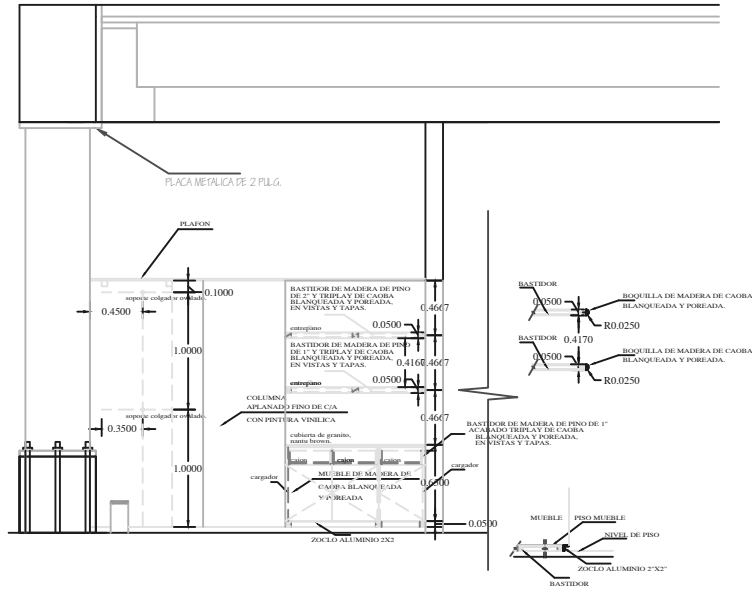 PLACA METALICA DE 2 PULG.
PLAFON
soporte colgador ovalado.
0.1000
0.4500
1.0000
soporte colgador ovalado.
0.3500
1.0000
COLUMNA
APLANADO FINO DE C/A
CON PINTURA VINILICA
BASTIDOR DE MADERA DE PINO
DE 2" Y TRIPLAY DE CAOBA
BLANQUEADA Y POREADA,
EN VISTAS Y TAPAS.
0.4667
entrepaño
0.0500
BASTIDOR DE MADERA DE PINO
DE 1" Y TRIPLAY DE CAOBA
BLANQUEADA Y POREADA,
EN VISTAS Y TAPAS.
0.4167
0.4667
entrepaño
0.0500
0.4667
cubierta de granito,
BASTIDOR DE MADERA DE PINO DE 1"
ACABADO TRIPLAY DE CAOBA
BLANQUEADA Y POREADA,
EN VISTAS Y TAPAS.
cajon
cajon
cajon
cargador
cargador
MUEBLE DE MADERA DE
CAOBA BLANQUEADA
Y POREADA
0.6300
0.0500
ZOCLO ALUMINIO 2X2
BASTIDOR
0.0500
BOQUILLA DE MADERA DE CAOBA
BLANQUEADA Y POREADA.
R0.0250
0.4170
BASTIDOR
0.0500
BOQUILLA DE MADERA DE CAOBA
BLANQUEADA Y POREADA.
R0.0250
MUEBLE
PISO MUEBLE
NIVEL DE PISO
ZOCLO ALUMINIO 2"X2"
BASTIDOR